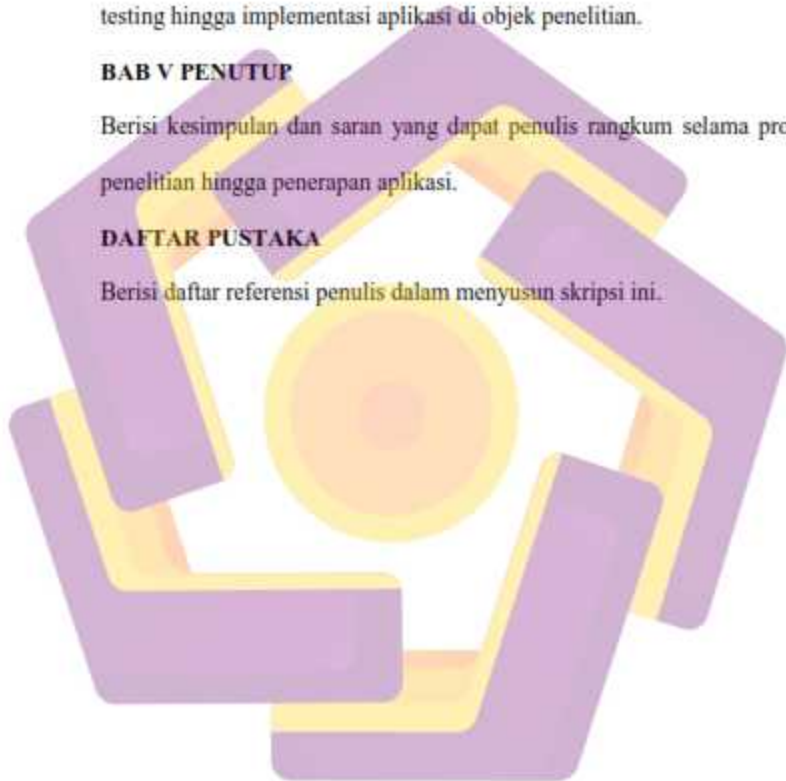 testing hingga implementasi aplikasi di objek penelitian.
BAB V PENUTUP
Berisi kesimpulan dan saran yang dapat penulis rangkum selama pro
penelitian hingga penerapan aplikasi.
DAFTAR PUSTAKA
Berisi daftar referensi penulis dalam menyusun skripsi ini.